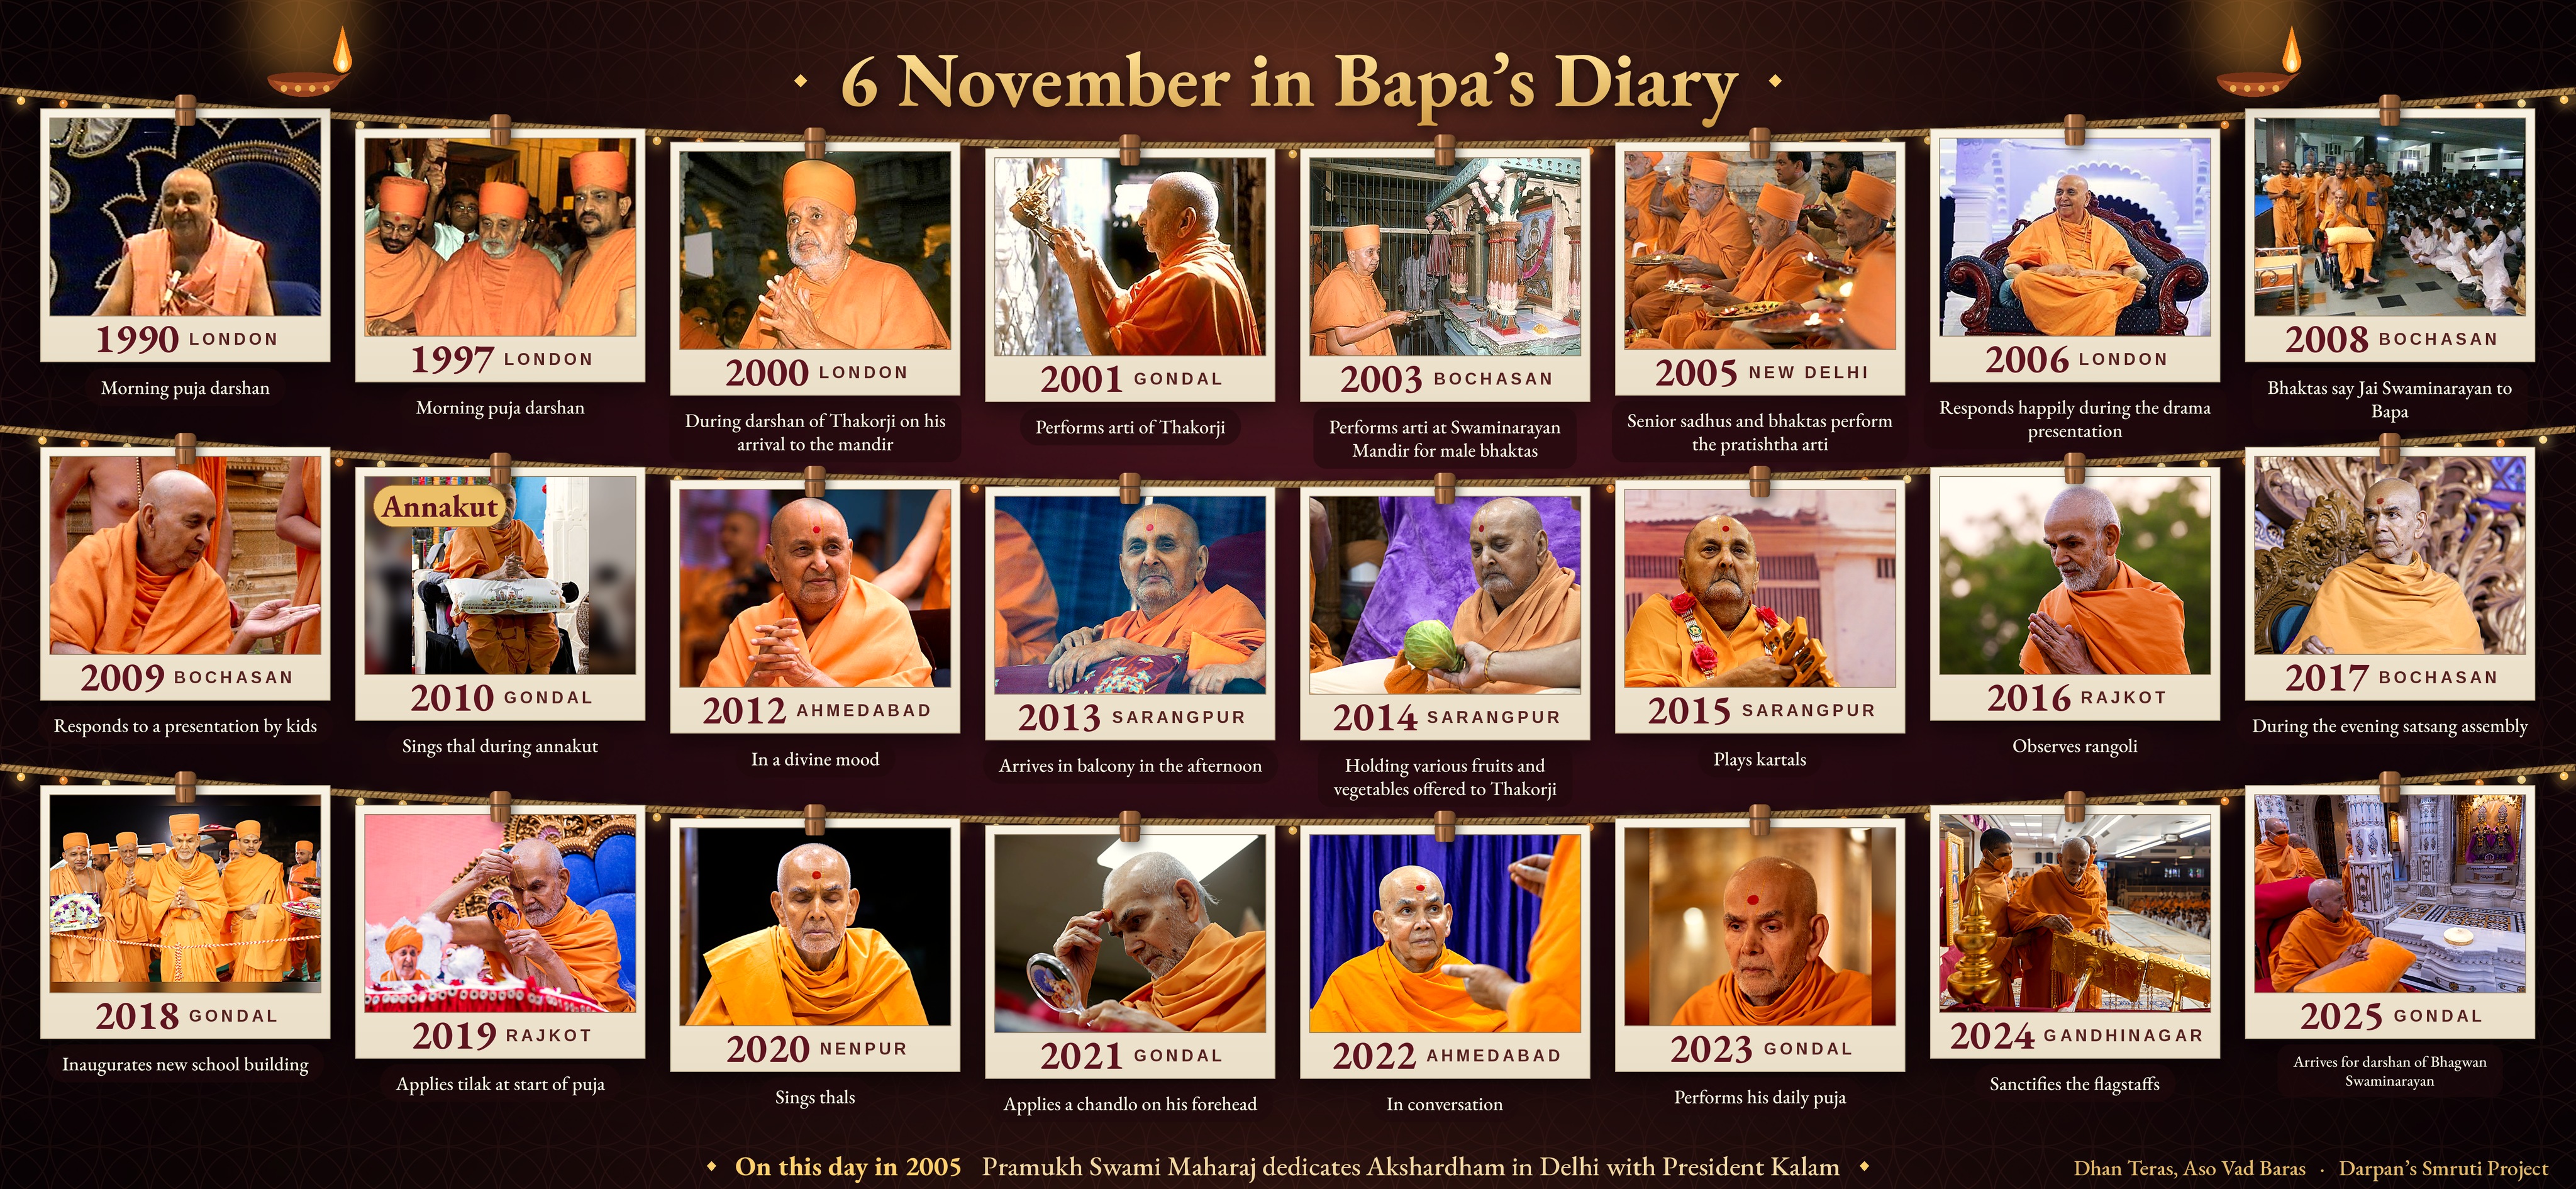 6 November in Bapa’s Diary
1990 LONDON
Morning puja darshan
1997 LONDON
Morning puja darshan
2000 LONDON
During darshan of Thakorji on his
arrival to the mandir
2001 GONDAL
Performs arti of Thakorji
2003 BOCHASAN
Performs arti at Swaminarayan
Mandir for male bhaktas
2005 NEW DELHI
Senior sadhus and bhaktas perform
the pratishtha arti
2006 LONDON
Responds happily during the drama
presentation
2008 BOCHASAN
Bhaktas say Jai Swaminarayan to
Bapa
2009 BOCHASAN
Responds to a presentation by kids
Annakut
2010 GONDAL
Sings thal during annakut
2012 AHMEDABAD
In a divine mood
2013 SARANGPUR
Arrives in balcony in the afternoon
2014 SARANGPUR
Holding various fruits and
vegetables offered to Thakorji
2015 SARANGPUR
Plays kartals
2016 RAJKOT
Observes rangoli
2017 BOCHASAN
During the evening satsang assembly
2018 GONDAL
Inaugurates new school building
2019 RAJKOT
Applies tilak at start of puja
2020 NENPUR
Sings thals
2021 GONDAL
Applies a chandlo on his forehead
2022 AHMEDABAD
In conversation
2023 GONDAL
Performs his daily puja
2024 GANDHINAGAR
Sanctifies the flagstaffs
2025 GONDAL
Arrives for darshan of Bhagwan
Swaminarayan
On this day in 2005 Pramukh Swami Maharaj dedicates Akshardham in Delhi with President Kalam
Dhan Teras, Aso Vad Baras · Darpan’s Smruti Project